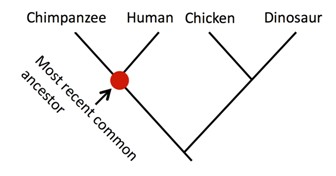 Chimpanzee Human Chicken Dinosaur
Most recent common
ancestor